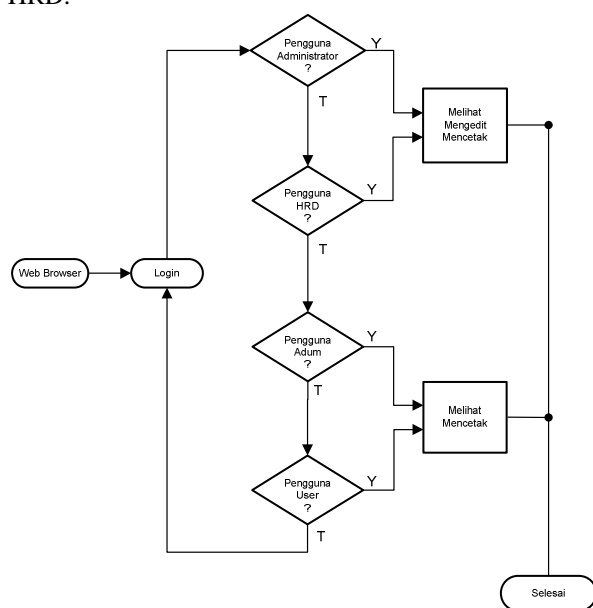 HRD.
Pengguna
Administrator
?
Y
T
Melihat
Mengedit
Mencetak
Pengguna
HRD
?
Y
T
Web Browser
Login
Pengguna
Adum
?
Y
T
Melihat
Mencetak
Pengguna
User
?
Y
T
Selesai